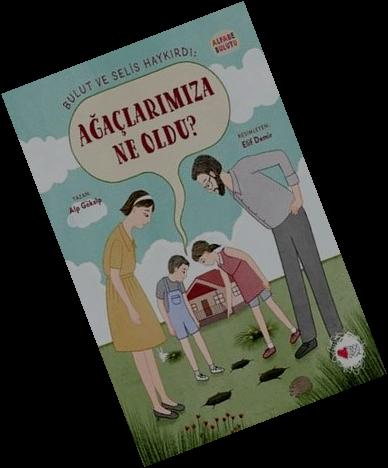 BULUT VE SELİS HAYKIRDI:
ALFABE
BULUTU
AĞAÇLARIMIZA
NE OLDU?
YAZAN:
Alp Gökalp
RESİMLEYEN:
Elif Demir